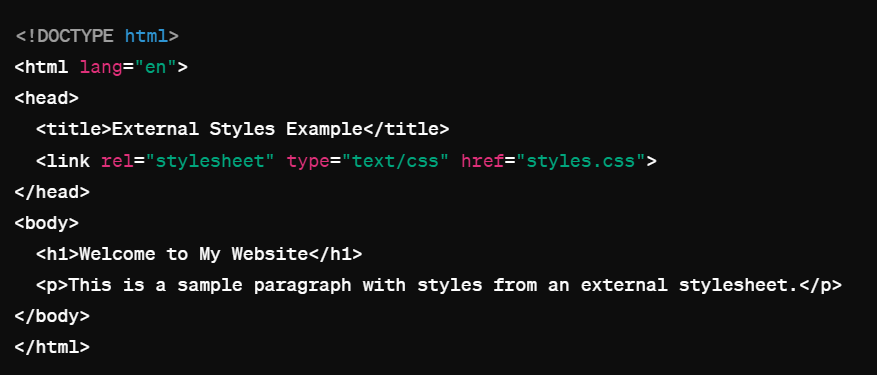 <!DOCTYPE html>
<html lang="en">
<head>
  <title>External Styles Example</title>
  <link rel="stylesheet" type="text/css" href="styles.css">
</head>
<body>
  <h1>Welcome to My Website</h1>
  <p>This is a sample paragraph with styles from an external stylesheet.</p>
</body>
</html>